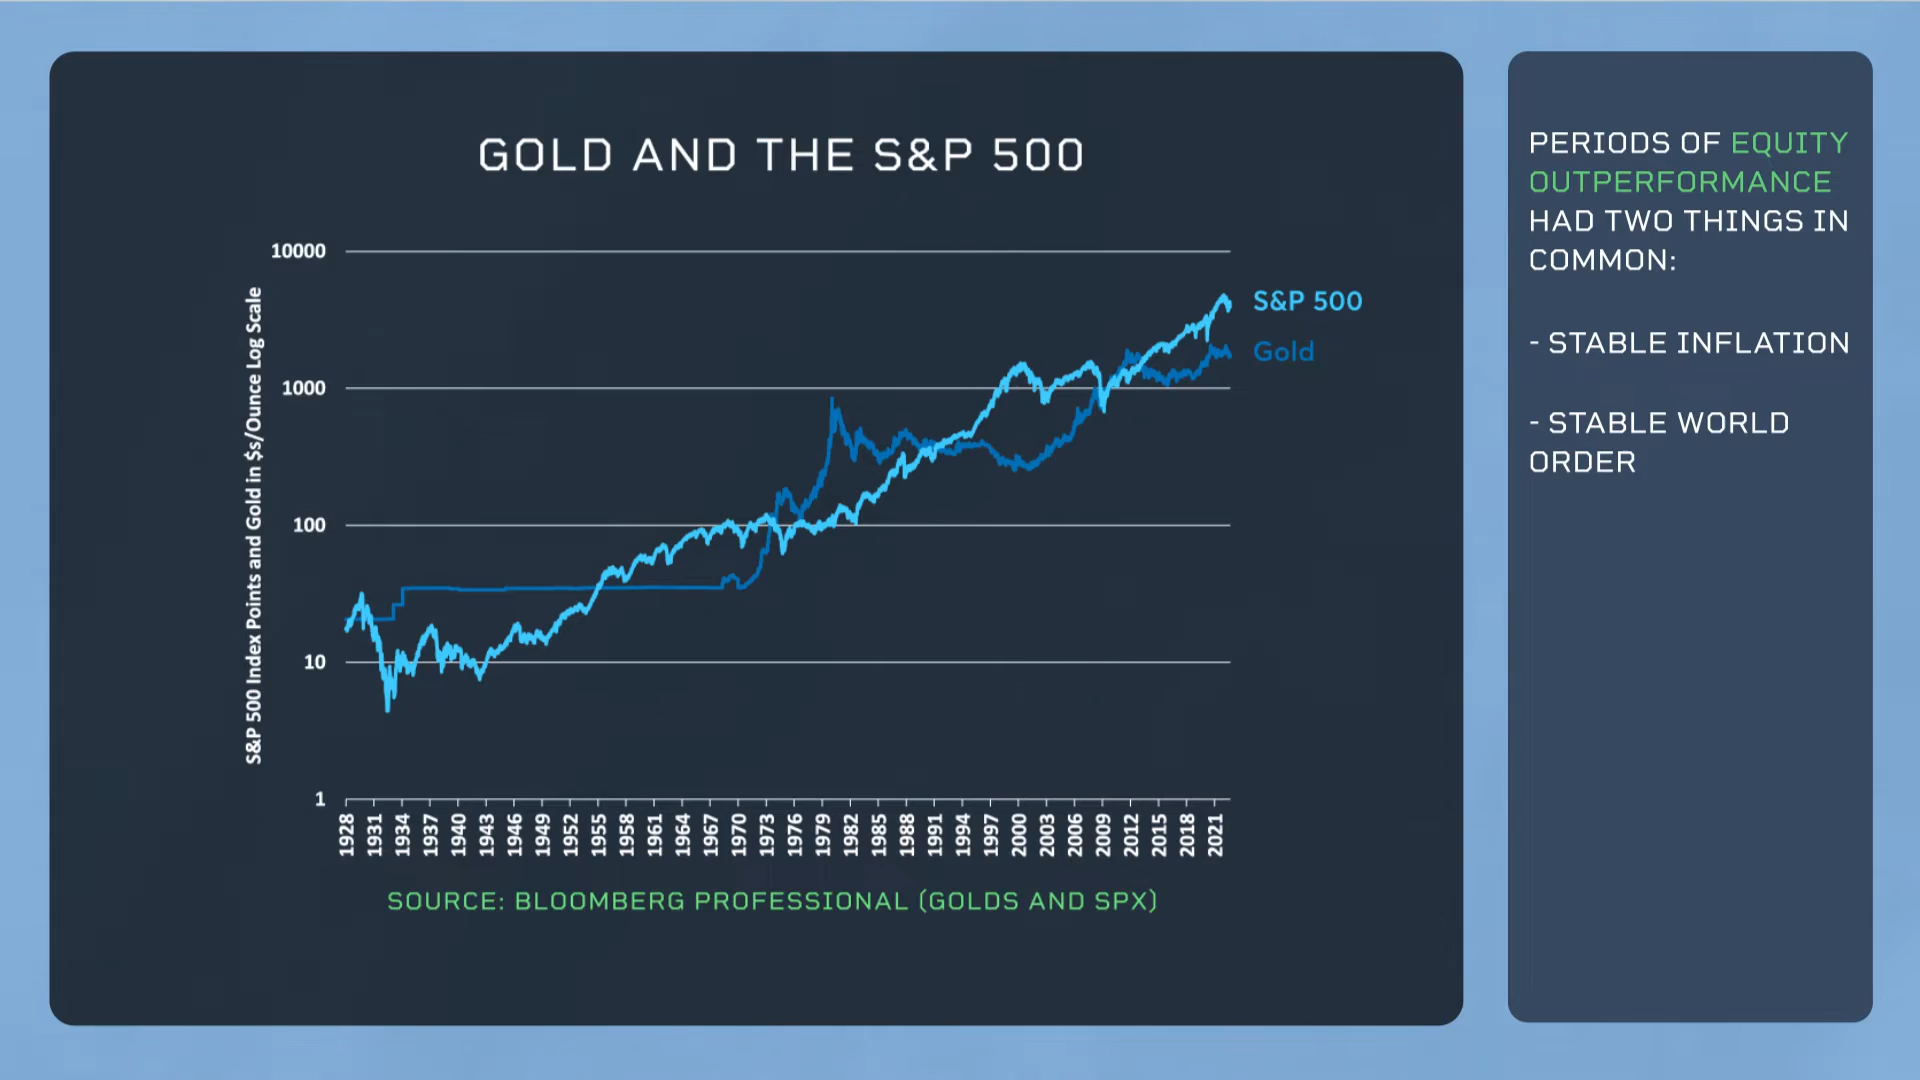 GOLD AND THE S&P 500
S&P 500 Index Points and Gold in $s/Ounce Log Scale
10000
1000
100
10
1
S&P 500
Gold
1928 1931 1934 1937 1940 1943 1946 1949 1952 1955 1958 1961 1964 1967 1970 1973 1976 1979 1982 1985 1988 1991 1994 1997 2000 2003 2006 2009 2012 2015 2018 2021
SOURCE: BLOOMBERG PROFESSIONAL (GOLDS AND SPX)
PERIODS OF EQUITY
OUTPERFORMANCE
HAD TWO THINGS IN
COMMON:
- STABLE INFLATION
- STABLE WORLD
ORDER